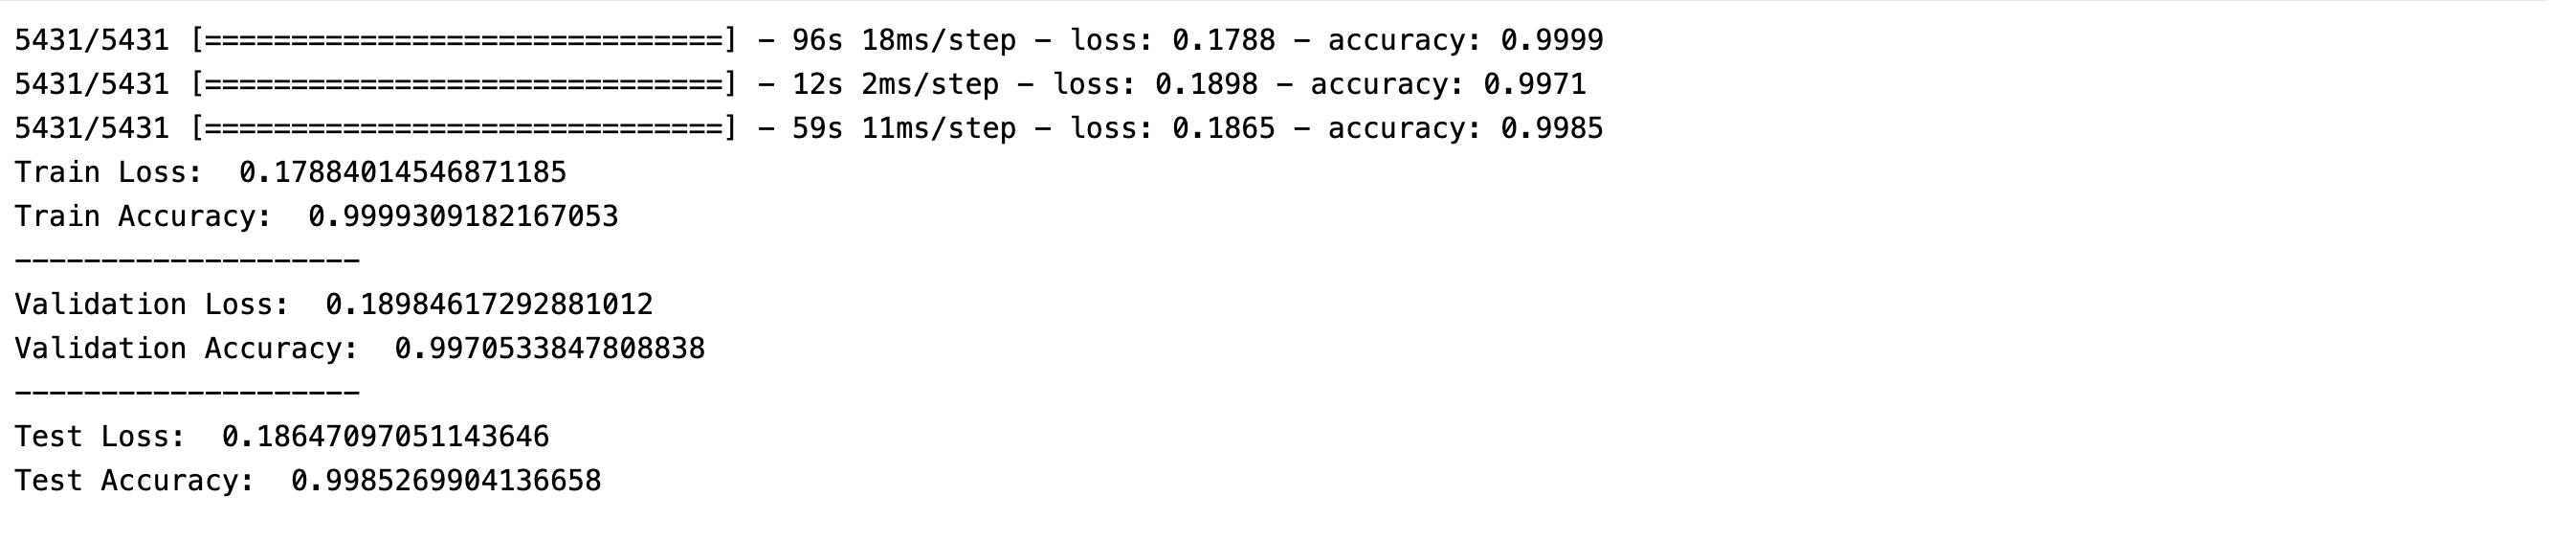 5431/5431 [==============================] - 96s 18ms/step - loss: 0.1788 - accuracy: 0.9999
5431/5431 [==============================] - 12s 2ms/step - loss: 0.1898 - accuracy: 0.9971
5431/5431 [==============================] - 59s 11ms/step - loss: 0.1865 - accuracy: 0.9985
Train Loss:  0.17884014546871185
Train Accuracy:  0.9999309182167053
--------------------
Validation Loss:  0.18984617292881012
Validation Accuracy:  0.9970533847808838
--------------------
Test Loss:  0.18647097051143646
Test Accuracy:  0.9985269904136658